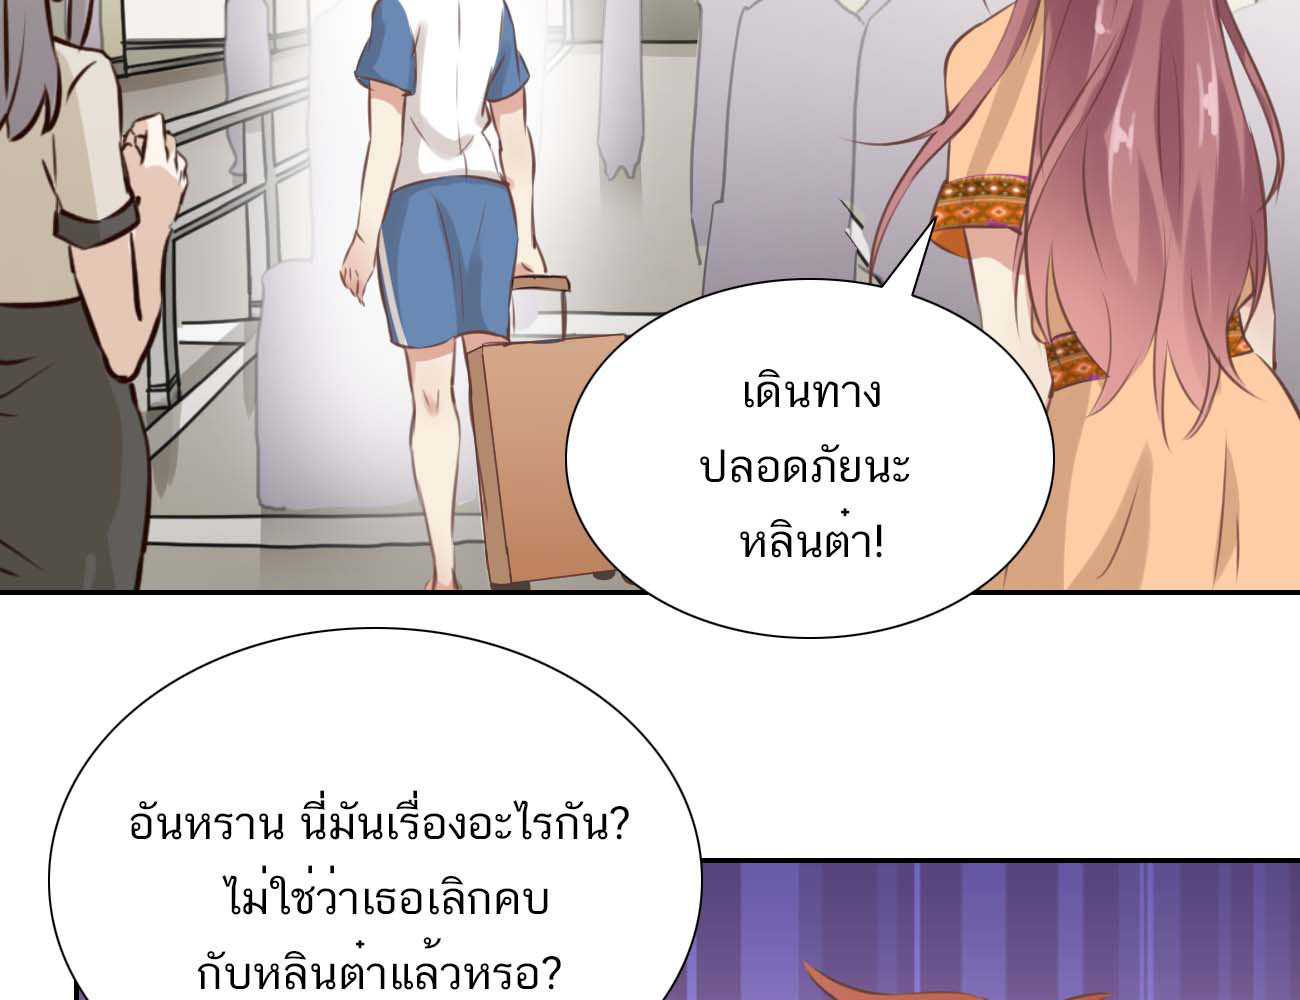 เดินทาง
ปลอดภัยนะ
หลินต๋า!
อันหราน นี่มันเรื่องอะไรกัน?
ไม่ใช่ว่าเธอเลิกคบ
กับหลินต๋าแล้วหรอ?